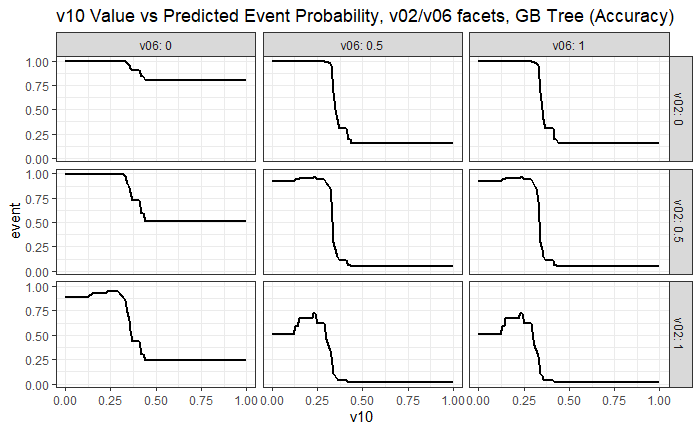 v10 Value vs Predicted Event Probability, v02/v06 facets, GB Tree (Accuracy)
v06: 0 v06: 0.5 v06: 1
1.00
0.75
0.50
0.25
0.00
v02: 0
1.00
0.75
0.50
0.25
0.00
v02: 0.5
event
1.00
0.75
0.50
0.25
0.00
v02: 1
0.00 0.25 0.50 0.75 1.00 0.00 0.25 0.50 0.75 1.00 0.00 0.25 0.50 0.75 1.00
v10